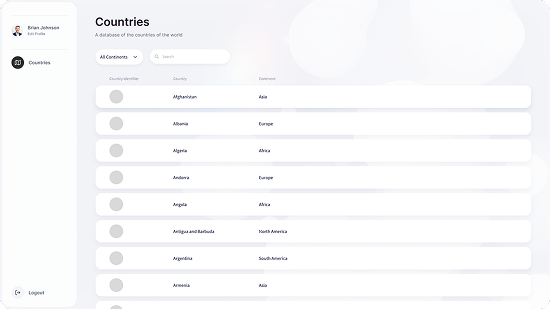 Brian Johnson
Edit Profile
Countries
Logout
Countries
A database of the countries of the world
All Continents
Search
Country Identifier Country Continent
Afghanistan Asia
Albania Europe
Algeria Africa
Andorra Europe
Angola Africa
Antigua and Barbuda North America
Argentina South America
Armenia Asia